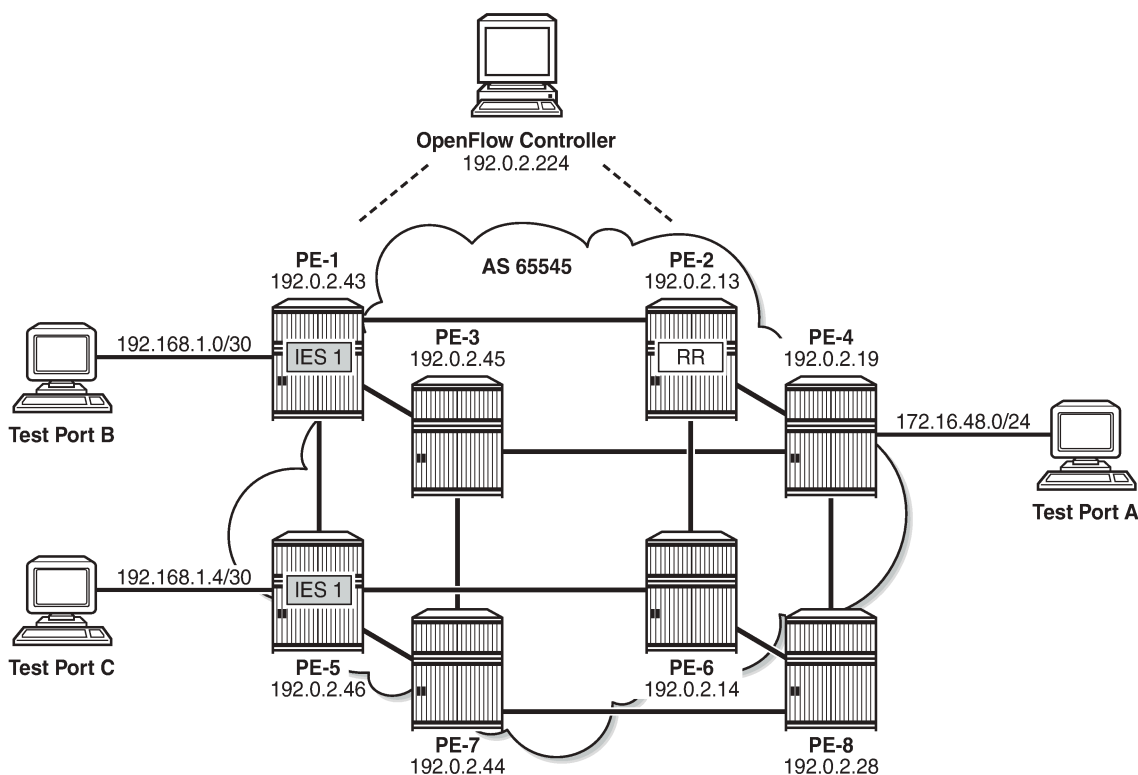 OpenFlow Controller
192.0.2.224
AS 65545
PE-1
192.0.2.43
PE-2
192.0.2.13
PE-3
192.0.2.45
PE-4
192.0.2.19
192.168.1.0/30
IES 1
RR
172.16.48.0/24
Test Port B
Test Port A
192.168.1.4/30
IES 1
Test Port C
PE-5
192.0.2.46
PE-6
192.0.2.14
PE-7
192.0.2.44
PE-8
192.0.2.28